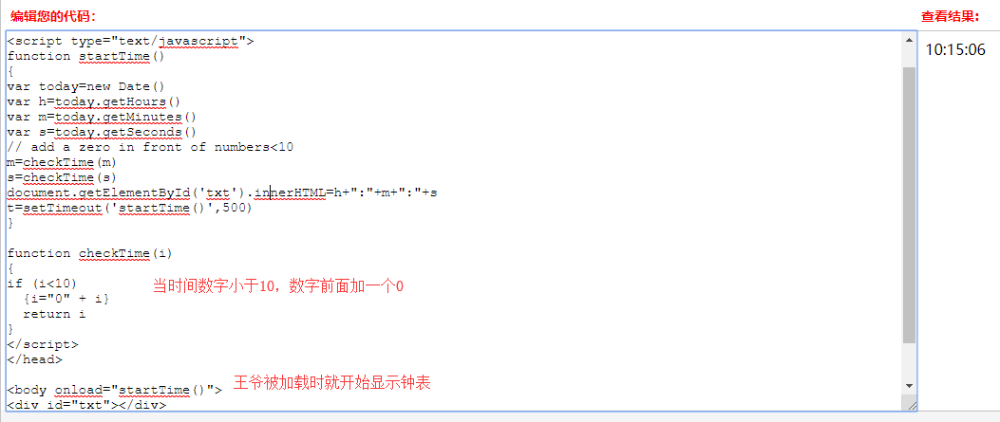 编辑您的代码：
查看结果：
<script type="text/javascript">
function startTime()
{
var today=new Date()
var h=today.getHours()
var m=today.getMinutes()
var s=today.getSeconds()
// add a zero in front of numbers<10
m=checkTime(m)
s=checkTime(s)
document.getElementById('txt').innerHTML=h+":"+m+":"+s
t=setTimeout('startTime()',500)
}
function checkTime(i)
{
if (i<10) 当时间数字小于10，数字前面加一个0
{i="0" + i}
return i
}
</script>
</head>
<body onload="startTime()"> 王爷被加载时就开始显示钟表
<div id="txt"></div>
10:15:06